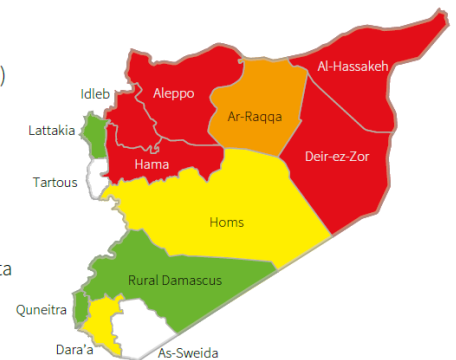 )
Al-Hassakeh
Idleb
Aleppo
Ar-Raqqa
Lattakia
Deir-ez-Zor
Hama
Tartous
Homs
ta
Rural Damascus
Quneitra
Dara'a
As-Sweida